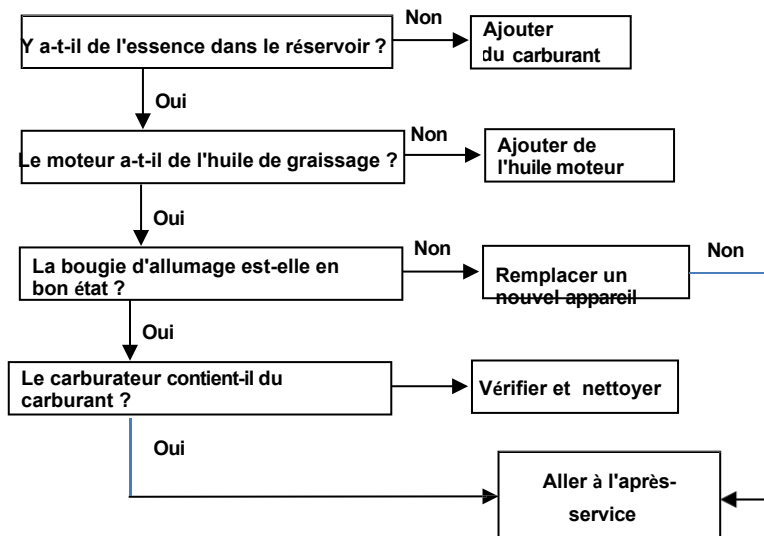 Y a-t-il de l'essence dans le réservoir ?
Non
Ajouter
du carburant
Oui
Le moteur a-t-il de l'huile de graissage ?
Non
Ajouter de
l'huile moteur
Oui
La bougie d'allumage est-elle en
bon état ?
Non
Remplacer un
nouvel appareil
Non
Oui
Le carburateur contient-il du
carburant ?
Vérifier et nettoyer
Oui
Aller à l'après-
service